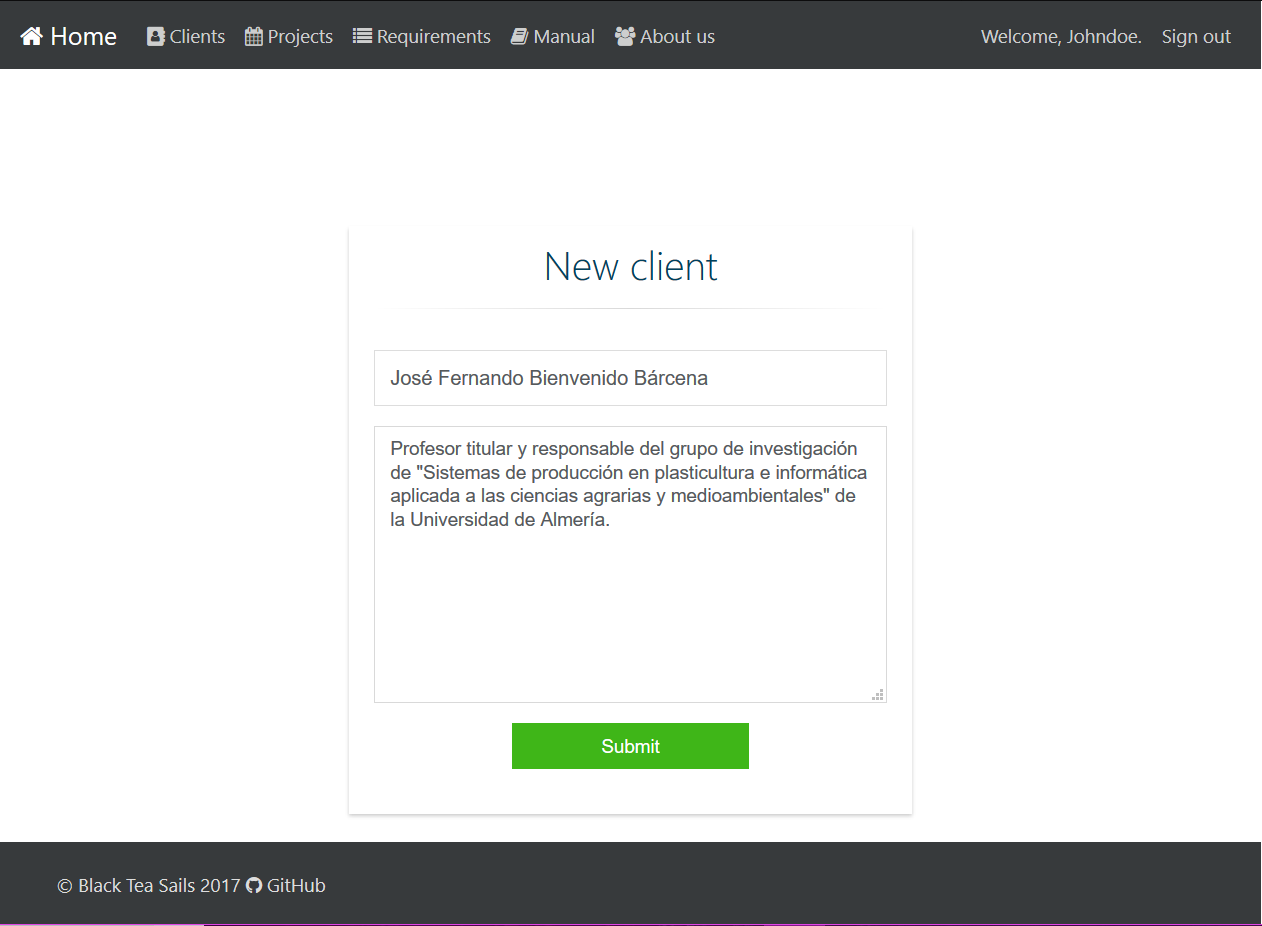 Home Clients Projects Requirements Manual About us Welcome, Johndoe. Sign out
New client
José Fernando Bienvenido Bárcena
Profesor titular y responsable del grupo de investigación
de "Sistemas de producción en plasticultura e informática
aplicada a las ciencias agrarias y medioambientales" de
la Universidad de Almería.
Submit
© Black Tea Sails 2017 GitHub